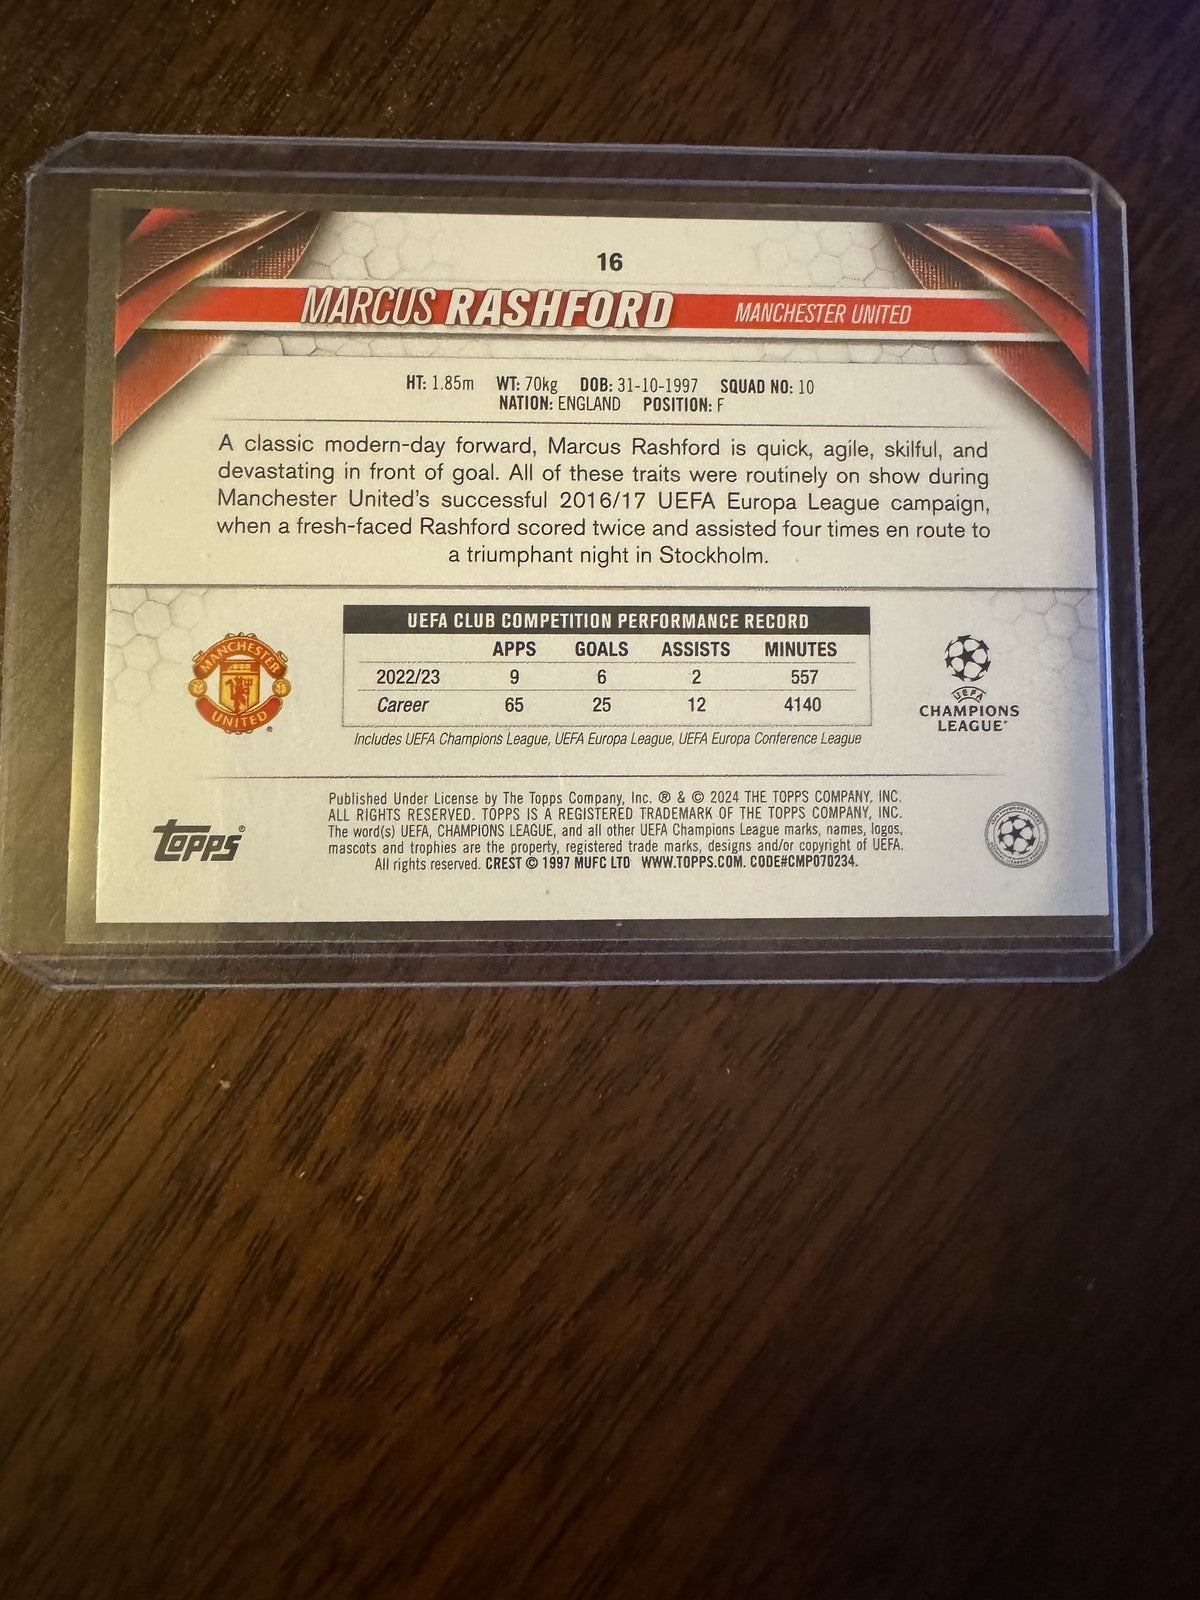 16
MARCUS RASHFORD MANCHESTER UNITED
HT: 1.85m WT: 70kg DOB: 31-10-1997 SQUAD NO: 10
NATION: ENGLAND POSITION: F
A classic modern-day forward, Marcus Rashford is quick, agile, skilful, and
devastating in front of goal. All of these traits were routinely on show during
Manchester United's successful 2016/17 UEFA Europa League campaign,
when a fresh-faced Rashford scored twice and assisted four times en route to
a triumphant night in Stockholm.
UEFA CLUB COMPETITION PERFORMANCE RECORD
APPS GOALS ASSISTS MINUTES
2022/23 9 6 2 557
Career 65 25 12 4140
Includes UEFA Champions League, UEFA Europa League, UEFA Europa Conference League
MANCHESTER
UNITED
®
UEFA
CHAMPIONS
LEAGUE®
Published Under License by The Topps Company, Inc. ® & © 2024 THE TOPPS COMPANY, INC.
ALL RIGHTS RESERVED. TOPPS IS A REGISTERED TRADEMARK OF THE TOPPS COMPANY, INC.
The word(s) UEFA, CHAMPIONS LEAGUE, and all other UEFA Champions League marks, names, logos,
mascots and trophies are the property, registered trade marks, designs and/or copyright of UEFA.
All rights reserved. CREST © 1997 MUFC LTD WWW.TOPPS.COM. CODE#CMP070234.
Topps®